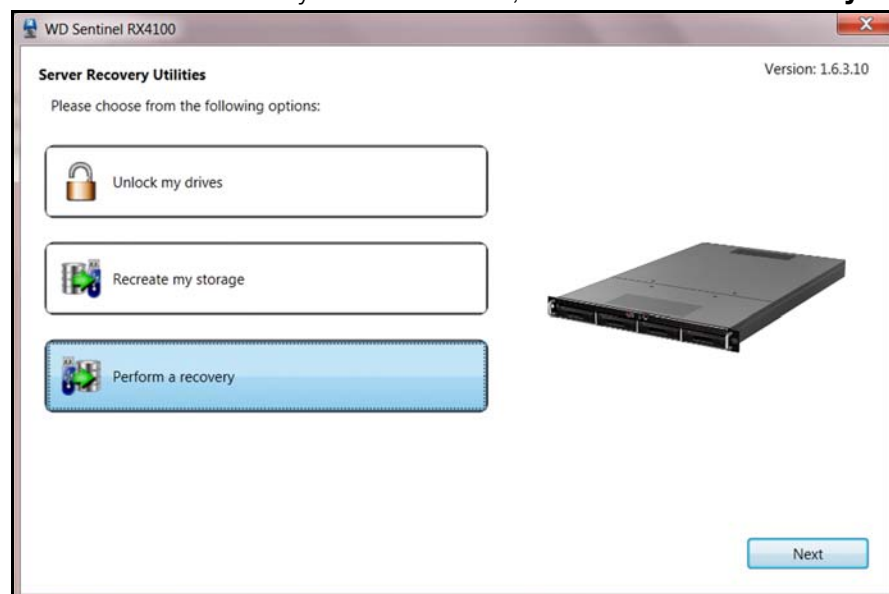 WD Sentinel RX4100
Server Recovery Utilities
Version: 1.6.3.10
Please choose from the following options:
Unlock my drives
Recreate my storage
Perform a recovery
Next